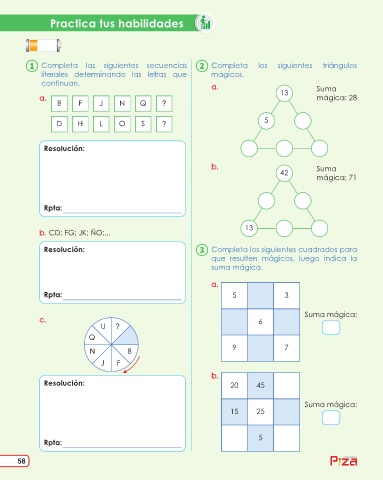 Practica tus habilidades
1 Completa las siguientes secuencias
literales determinando las letras que
continuan.
a.
B F J N Q ?
D H L O S ?
Resolución:
Rpta:
b. CD; FG; JK; ÑO;...
Resolución:
Rpta:
c.
U ?
Q
N B
J F
Resolución:
Rpta:
58
2 Completa los siguientes triángulos
mágicos.
a.
13
Suma
mágica: 28
5
b.
42
Suma
mágica: 71
13
3 Completa los siguientes cuadrados para
que resulten mágicos, luego indica la
suma mágica.
a.
5 3
6
9 7
Suma mágica:
b.
20 45
15 25
5
Suma mágica:
Piza